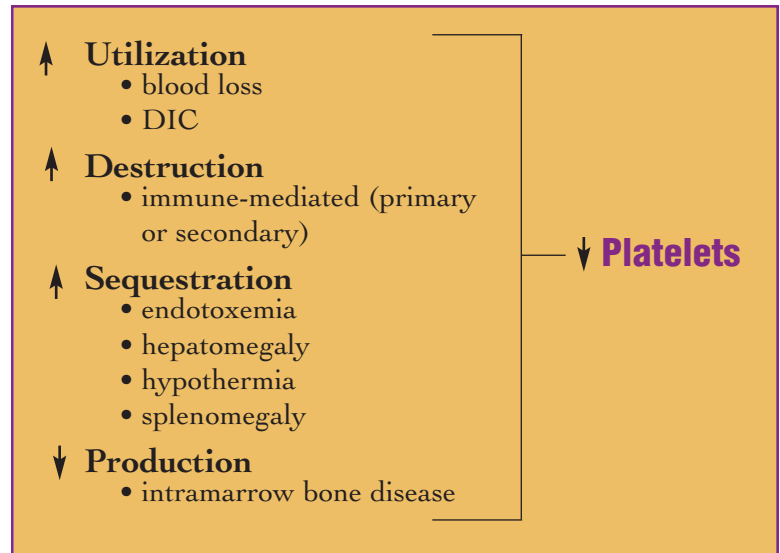 Utilization
• blood loss
• DIC
Destruction
• immune-mediated (primary
or secondary)
Sequestration
• endotoxemia
• hepatomegaly
• hypothermia
• splenomegaly
Production
• intramarrow bone disease
Platelets